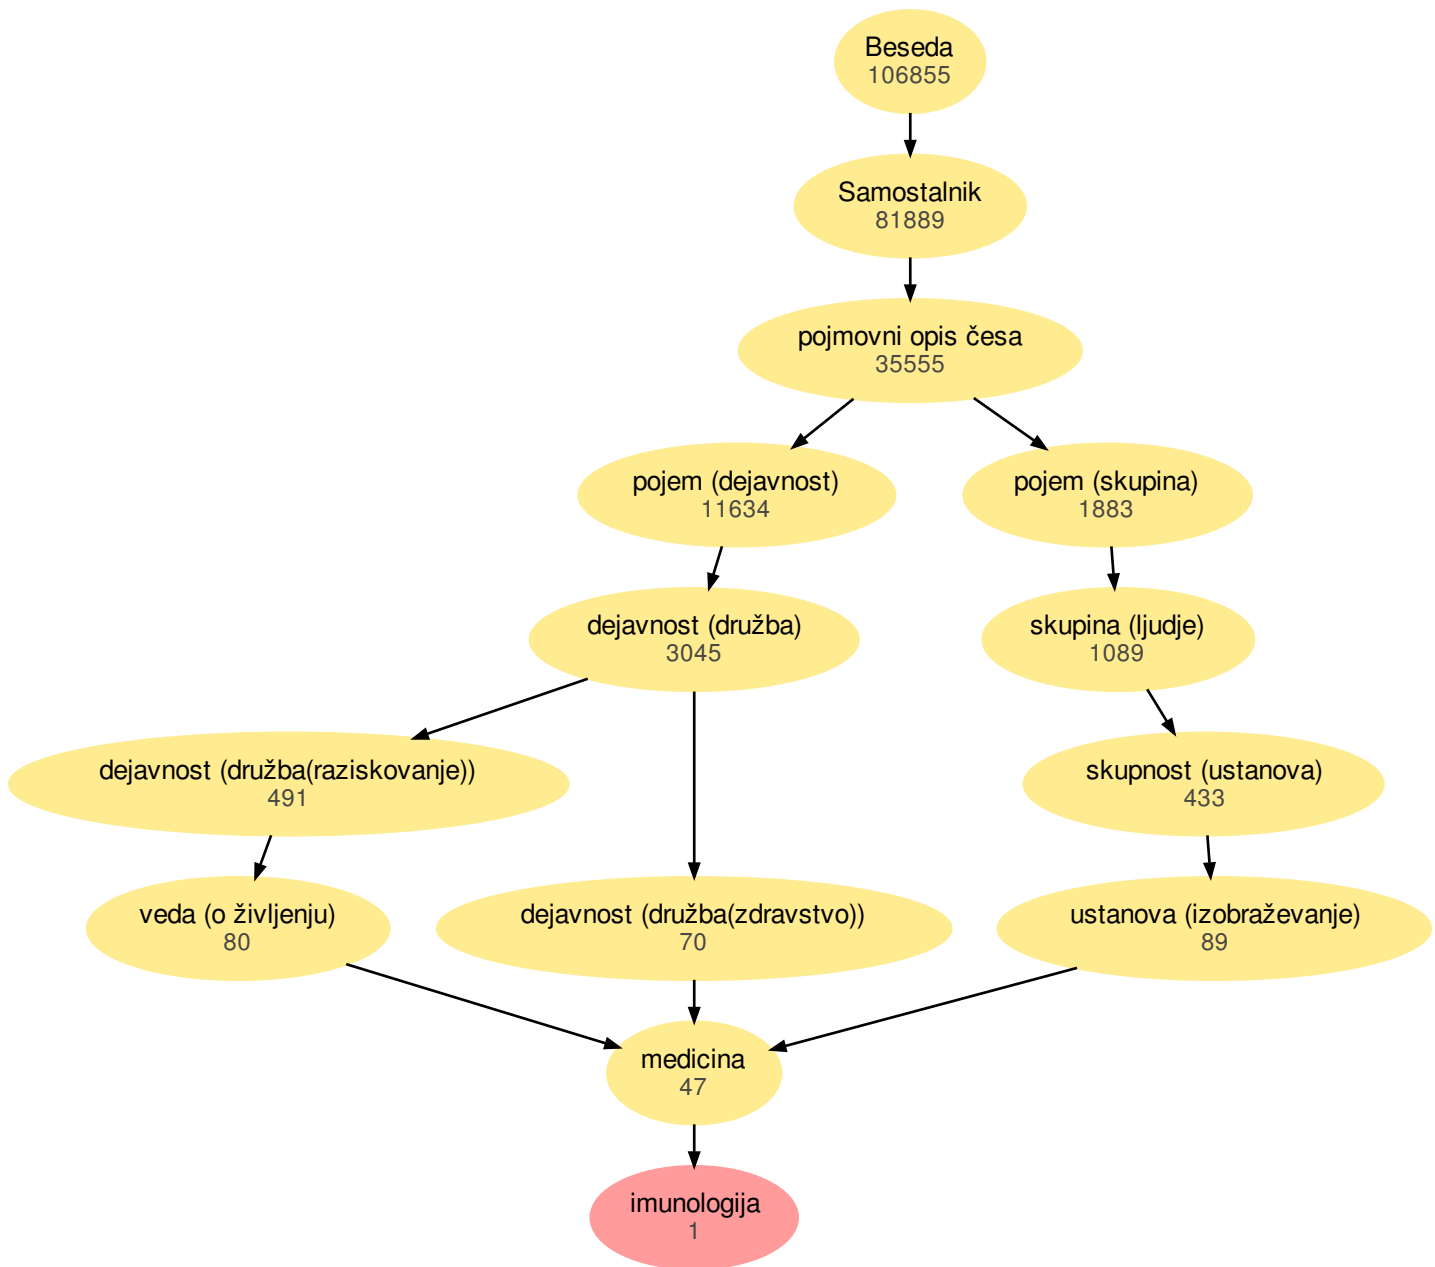 Beseda
106855
Samostalnik
81889
pojmovni opis česa
35555
pojem (dejavnost)
11634
pojem (skupina)
1883
dejavnost (družba)
3045
skupina (ljudje)
1089
dejavnost (družba(raziskovanje))
491
skupnost (ustanova)
433
veda (o življenju)
80
dejavnost (družba(zdravstvo))
70
ustanova (izobraževanje)
89
medicina
47
imunologija
1